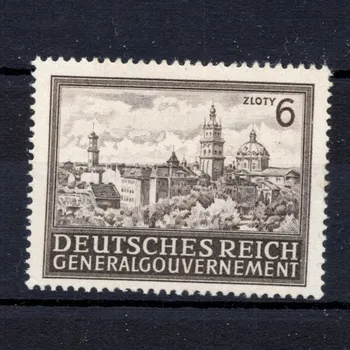 ZLOTY 6
DEUTSCHES REICH
GENERALGOUVERNEMENT